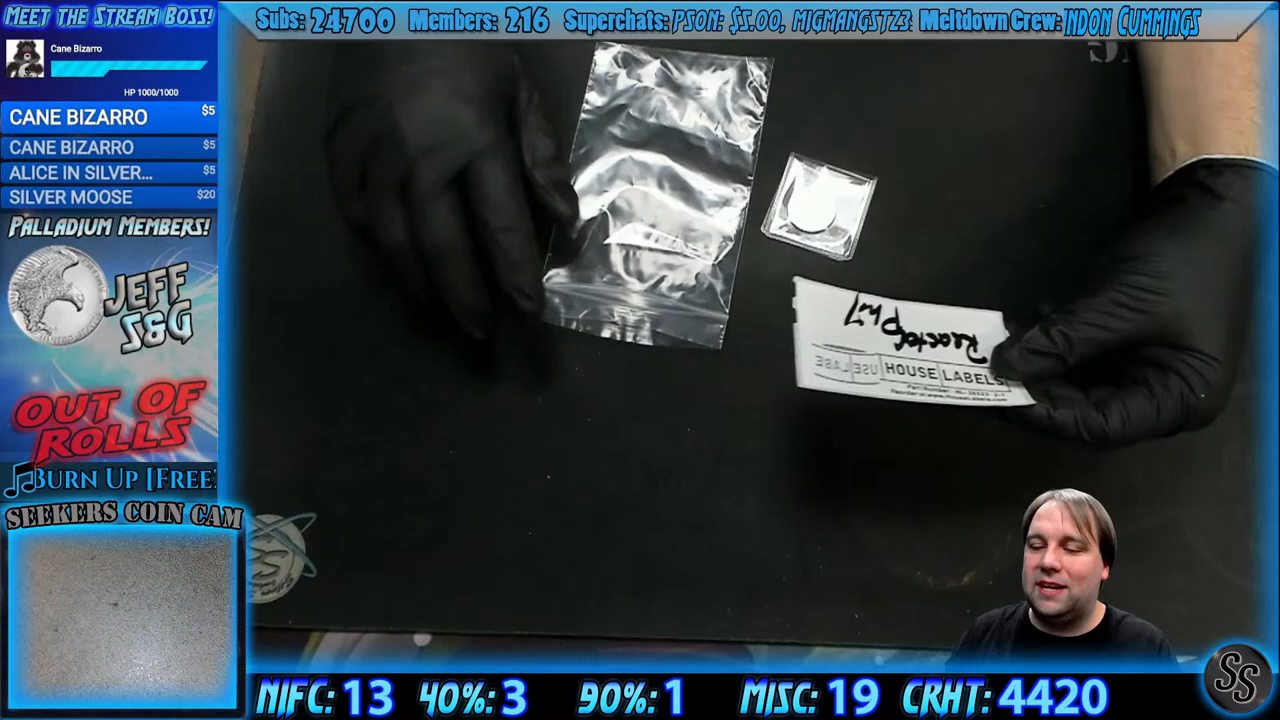 MEET THE STREAM BOSS!
Subs: 24700 Members: 216 Superchats: PSON: $5.00, MIGMANGST23 Meltdown Crew: INDON CUMMINGS
Cane Bizarro
HP 1000/1000
CANE BIZARRO $5
CANE BIZARRO $5
ALICE IN SILVER... $5
SILVER MOOSE $20
PALLADIUM MEMBERS!
JEFF
S&G
OUT OF
ROLLS
BURN UP [FREE
SEEKERS COIN CAM
HOUSE LABELS
SS
NIFC: 13 40%: 3 90%: 1 MISC: 19 CRHT: 4420